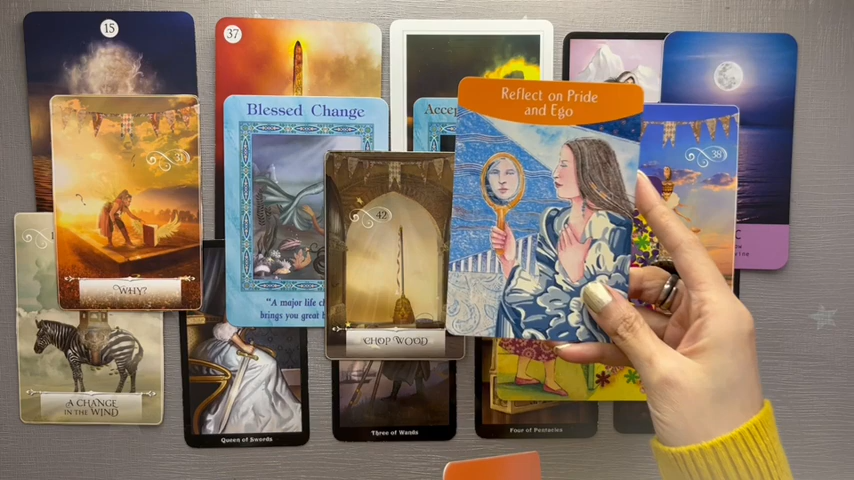 15
37
31
WHY?
Blessed Change
"A major life
brings you great
42
CHOP WOOD
Reflect on Pride
and Ego
38
A CHANGE
IN THE WIND
Queen of Swords
Three of Wands
Four of Pentacles